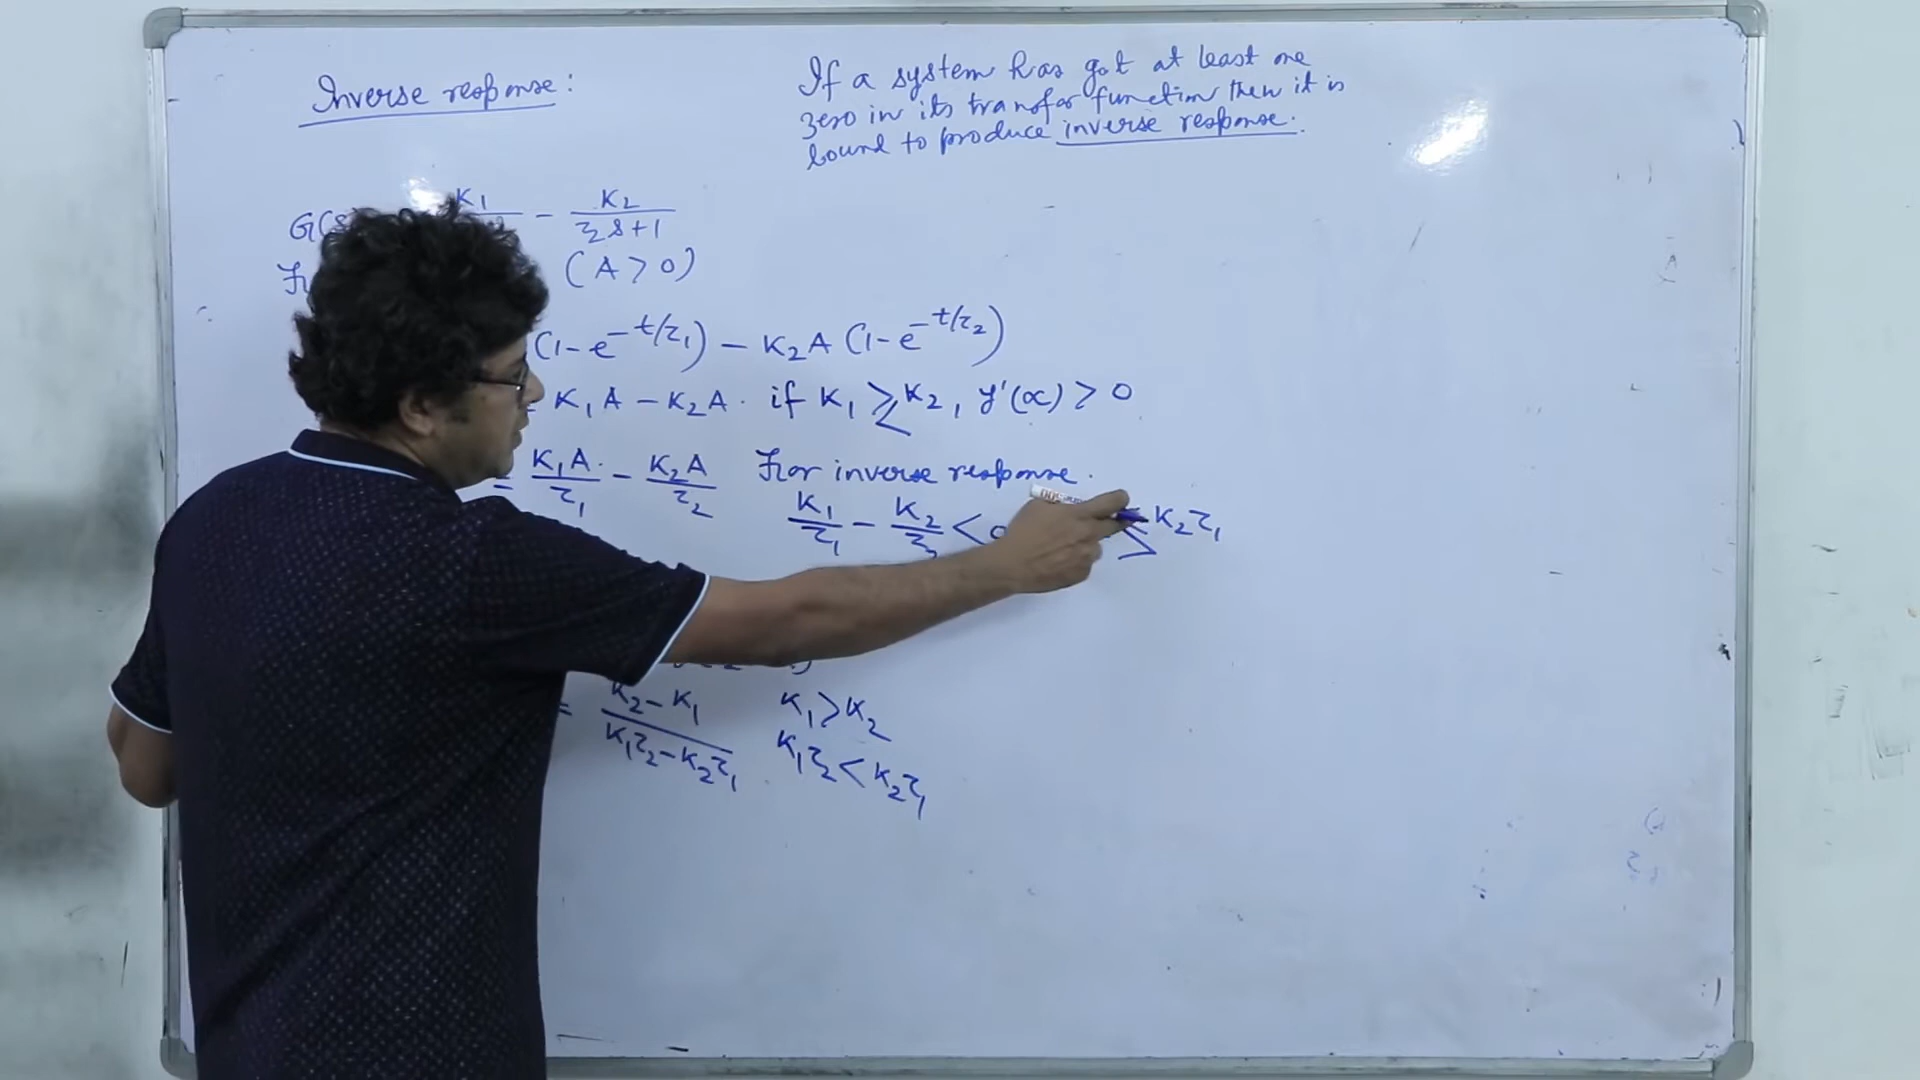 Inverse response:
If a system has got at least one
zero in its transfer function then it is
bound to produce inverse response.
G(s) K₁ - K₂/τ₂s+1
(A > 0)
(1-e^-t/τ₁) - K₂A (1-e^-t/τ₂)
= K₁A - K₂A. if K₁ ≷ K₂, y'(∞) > 0
= K₁A/τ₁ - K₂A/τ₂ For inverse response.
K₁/τ₁ - K₂/τ₂ < K₂τ₁
= K₂-K₁/K₁τ₂-K₂τ₁ K₁>K₂
K₁τ₂<K₂τ₁